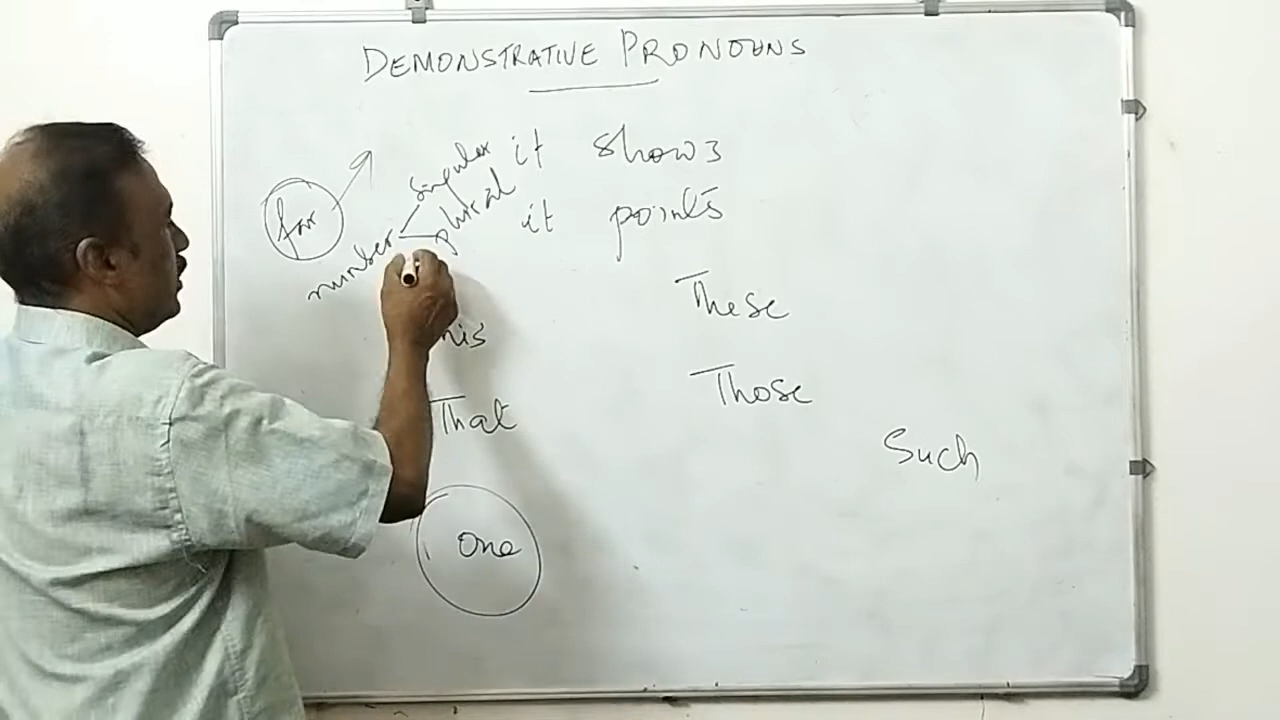 DEMONSTRATIVE PRONOUNS
it shows
it points
far
number
singular
plural
his
These
That
Those
Such
One